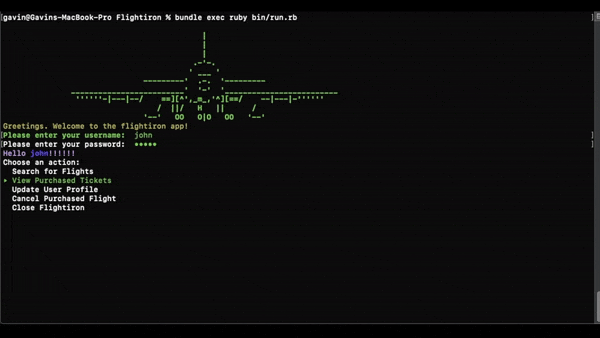 gavin@Gavins-MacBook-Pro Flightiron % bundle exec ruby bin/run.rb
Greetings. Welcome to the flightiron app!
Please enter your username: john
Please enter your password: •••••
Hello john!!!!!!
Choose an action:
Search for Flights
▸ View Purchased Tickets
Update User Profile
Cancel Purchased Flight
Close Flightiron